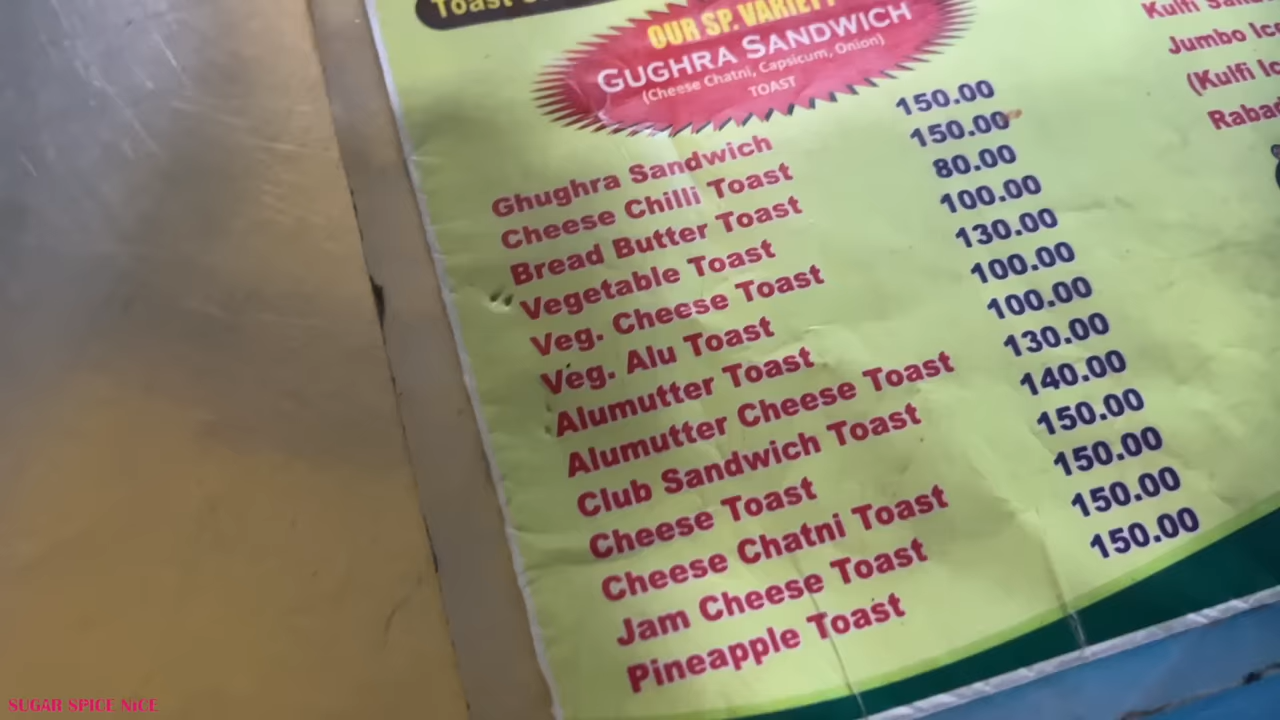 Toast
OUR SP. VARIETY
GUGHRA SANDWICH
(Cheese Chatni, Capsicum, Onion)
TOAST
Ghughra Sandwich 150.00
Cheese Chilli Toast 150.00
Bread Butter Toast 80.00
Vegetable Toast 100.00
Veg. Cheese Toast 130.00
Veg. Alu Toast 100.00
Alumutter Toast 100.00
Alumutter Cheese Toast 130.00
Club Sandwich Toast 140.00
Cheese Toast 150.00
Cheese Chatni Toast 150.00
Jam Cheese Toast 150.00
Pineapple Toast 150.00
Kulfi
Jumbo
(Kulfi
SUGAR SPICE NiCE